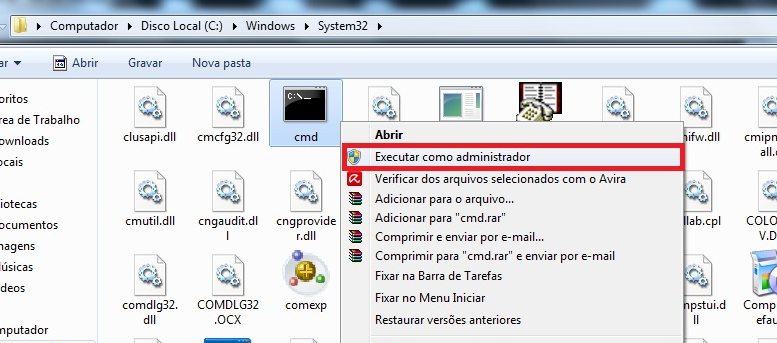 Computador Disco Local (C:) Windows System32
ar Abrir Gravar Nova pasta
oritos
rea de Trabalho
ownloads
ocais
ecas
ocumentos
nagens
úsicas
deos
mputador
clusapi.dll cmcfg32.dll cmd mifw.dll cmipn
all.d
cmutil.dll cngaudit.dl
l cngprovid
er.dll llab.cpl COLO
V.D
comdlg32.
dll COMDLG32
.OCX comexp mpstui.d
ll Comp
efau
C:\_
Abrir
Executar como administrador
Verificar dos arquivos selecionados com o Avira
Adicionar para o arquivo...
Adicionar para "cmd.rar"
Comprimir e enviar por e-mail...
Comprimir para "cmd.rar" e enviar por e-mail
Fixar na Barra de Tarefas
Fixar no Menu Iniciar
Restaurar versões anteriores